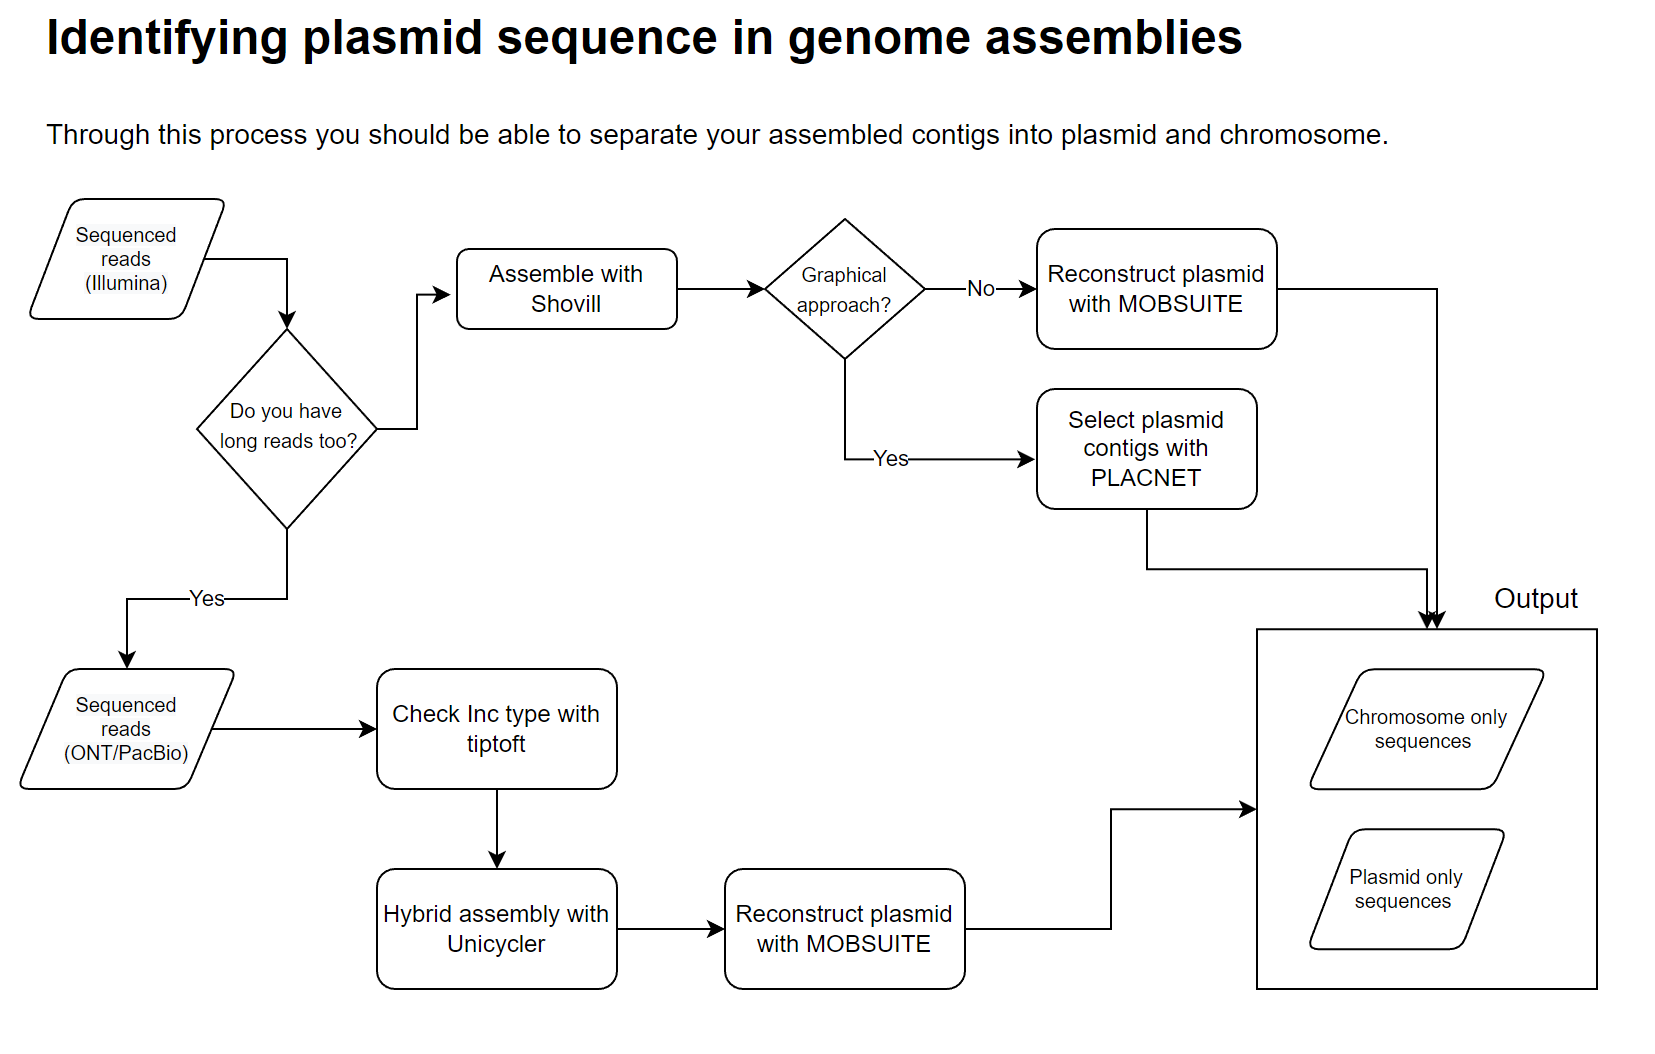 Identifying plasmid sequence in genome assemblies
Through this process you should be able to separate your assembled contigs into plasmid and chromosome.
Sequenced
reads
(Illumina)
Do you have
long reads too?
Assemble with
Shovill
Graphical
approach?
No
Reconstruct plasmid
with MOBSUITE
Yes
Select plasmid
contigs with
PLACNET
Yes
Sequenced
reads
(ONT/PacBio)
Check Inc type with
tiptoft
Hybrid assembly with
Unicycler
Reconstruct plasmid
with MOBSUITE
Output
Chromosome only
sequences
Plasmid only
sequences